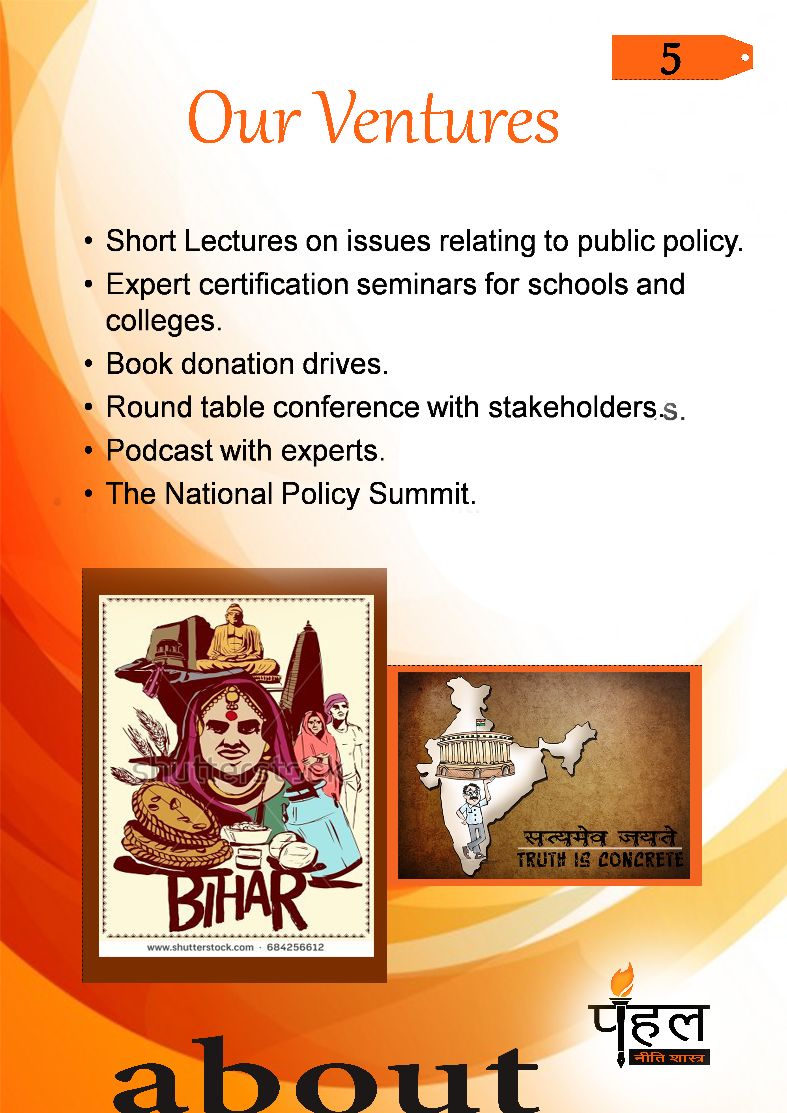 5
Our Ventures
• Short Lectures on issues relating to public policy.
• Expert certification seminars for schools and
colleges.
• Book donation drives.
• Round table conference with stakeholders.s.
• Podcast with experts.
• The National Policy Summit.
shutterstock
BIHAR
www.shutterstock.com · 684256612
सत्यमेव जयते
TRUTH IS CONCRETE
पहल
नीति शास्त्र
about